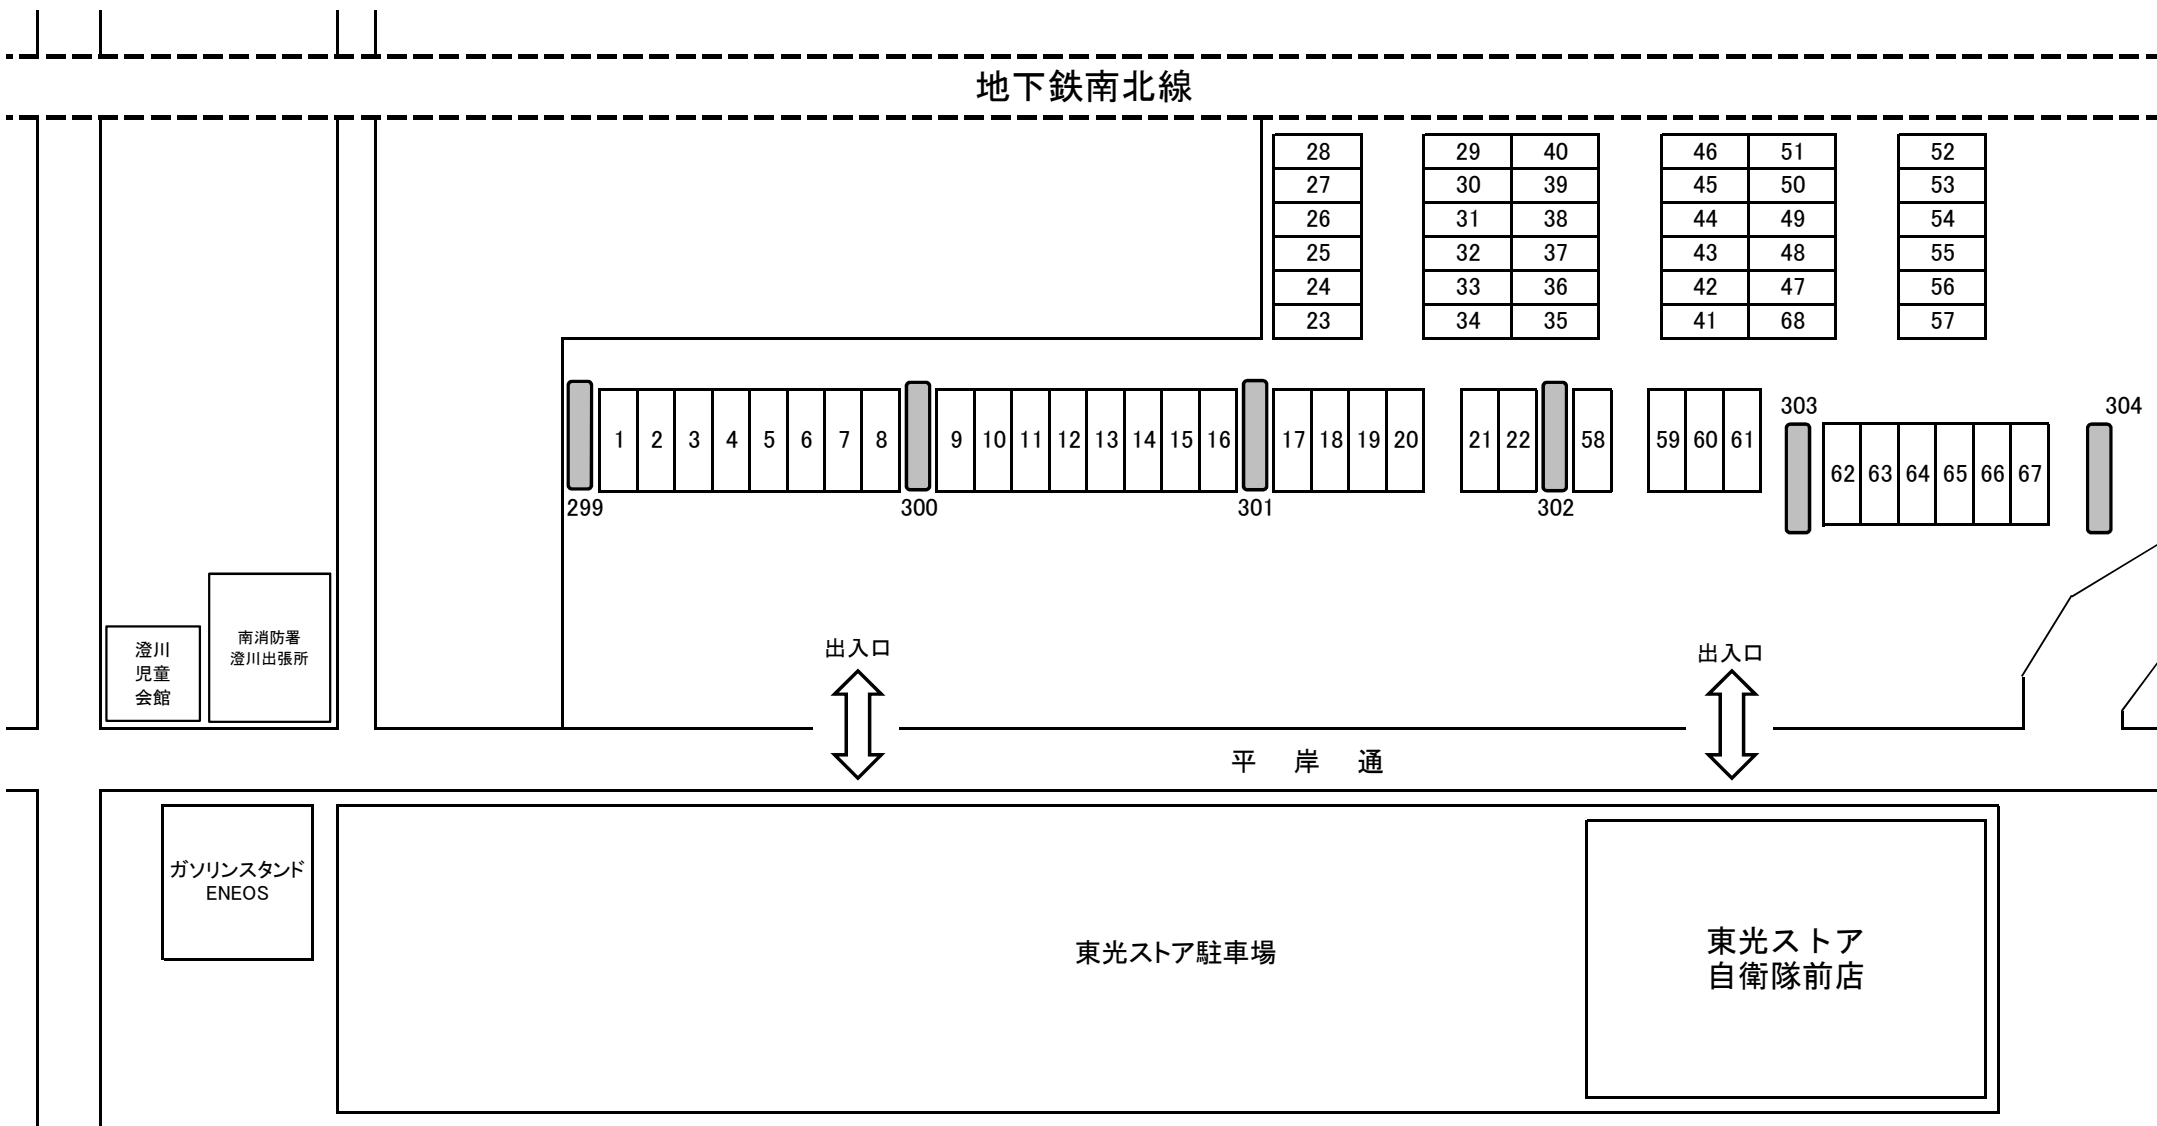 地下鉄南北線
28 29 40 46 51 52
27 30 39 45 50 53
26 31 38 44 49 54
25 32 37 43 48 55
24 33 36 42 47 56
23 34 35 41 68 57
303 304
1 2 3 4 5 6 7 8 9 10 11 12 13 14 15 16 17 18 19 20 21 22 58 59 60 61
62 63 64 65 66 67
299 300 301 302
南消防署
澄川出張所
澄川
児童
会館
出入口 出入口
平 岸 通
ガソリンスタンド
ENEOS
東光ストア駐車場
東光ストア
自衛隊前店